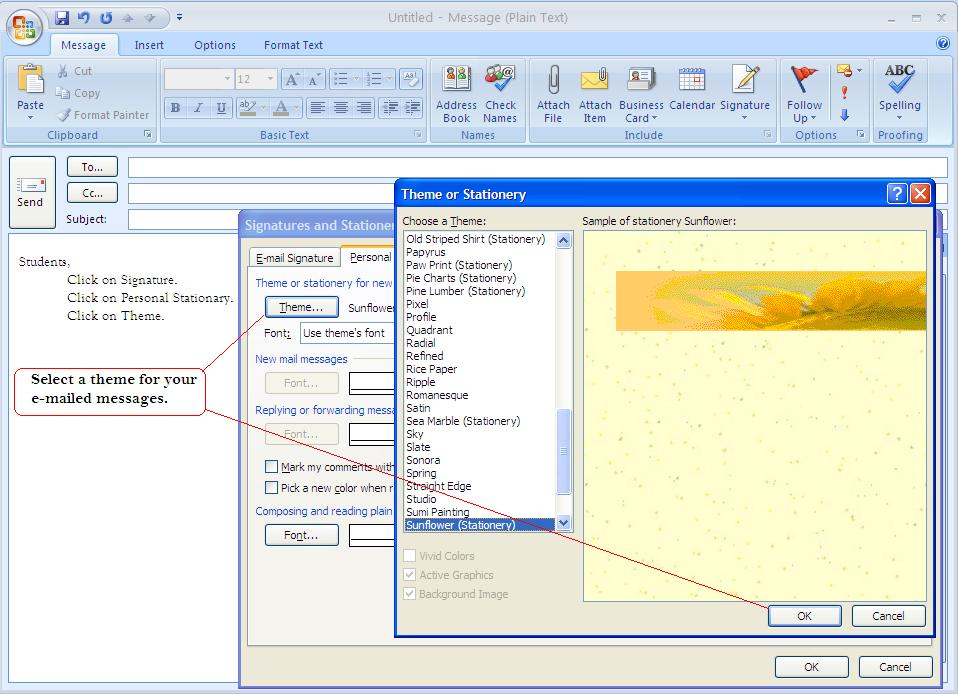 Untitled - Message (Plain Text)
Message Insert Options Format Text
Paste
Cut
Copy
Format Painter
Clipboard
12
B I U ab A
Basic Text
Address Book
Check Names
Names
Attach File
Attach Item
Business Card
Calendar
Signature
Include
Follow Up
Options
ABC
Spelling
Proofing
Send
To...
Cc...
Subject:
Students,
Click on Signature.
Click on Personal Stationary.
Click on Theme.
Select a theme for your
e-mailed messages.
Signatures and Statione
E-mail Signature Personal
Theme or stationery for new
Theme... Sunflower
Font: Use theme's font
New mail messages
Font...
Replying or forwarding messa
Font...
Mark my comments with
Pick a new color when r
Composing and reading plain
Font...
OK Cancel
Theme or Stationery
Choose a Theme:
Old Striped Shirt (Stationery)
Papyrus
Paw Print (Stationery)
Pie Charts (Stationery)
Pine Lumber (Stationery)
Pixel
Profile
Quadrant
Radial
Refined
Rice Paper
Ripple
Romanesque
Satin
Sea Marble (Stationery)
Sky
Slate
Sonora
Spring
Straight Edge
Studio
Sumi Painting
Sunflower (Stationery)
Vivid Colors
Active Graphics
Background Image
Sample of stationery Sunflower:
OK Cancel